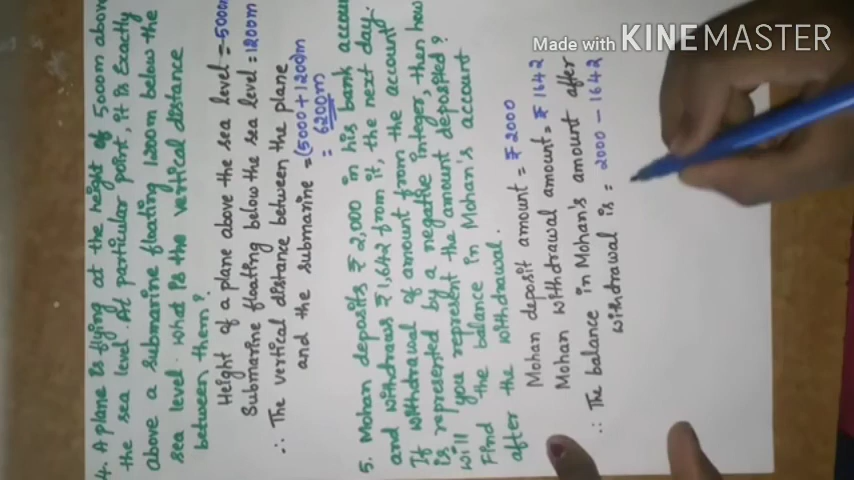 4. A plane is flying at the height of 5000m above
the sea level. At particular point, it is Exactly
above a submarine floating 1200m below the
sea level. what is the vertical distance
between them?
Height of a plane above the sea level = 5000m
Submarine floating below the sea level = 1200m
∴ The vertical distance between the plane
and the submarine = (5000 + 1200)m
= 6200m
5. Mohan deposits ₹ 2,000 in his bank account
and withdraws ₹ 1,642 from it, the next day.
If withdrawal of amount from the account
is represented by a negative integer, then how
will you represent the amount deposited?
Find the balance in Mohan's account
after the withdrawal.
Mohan deposit amount = ₹ 2000
Mohan withdrawal amount = ₹ 1642
∴ The balance in Mohan's amount after
withdrawal is : 2000 - 1642
Made with KINEMASTER